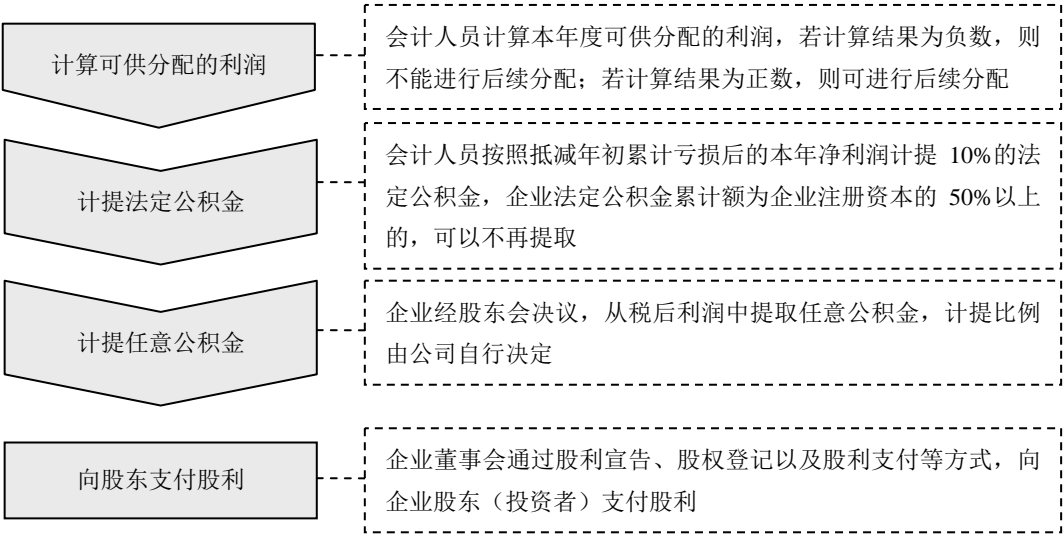 计算可供分配的利润
会计人员计算本年度可供分配的利润，若计算结果为负数，则
不能进行后续分配；若计算结果为正数，则可进行后续分配
计提法定公积金
会计人员按照抵减年初累计亏损后的本年净利润计提 10%的法
定公积金，企业法定公积金累计额为企业注册资本的 50%以上
的，可以不再提取
计提任意公积金
企业经股东会决议，从税后利润中提取任意公积金，计提比例
由公司自行决定
向股东支付股利
企业董事会通过股利宣告、股权登记以及股利支付等方式，向
企业股东（投资者）支付股利